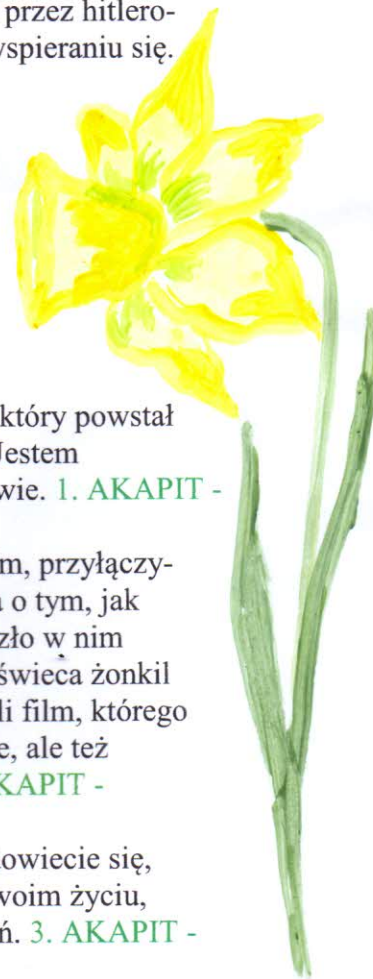 przez hitlero-
wspieraniu się.
który powstał
Jestem
wie. 1. AKAPIT -
m, przyłączy-
a o tym, jak
zło w nim
świeca żonkil
li film, którego
e, ale też
KAPIT -
owiecie się,
woim życiu,
ń. 3. AKAPIT -